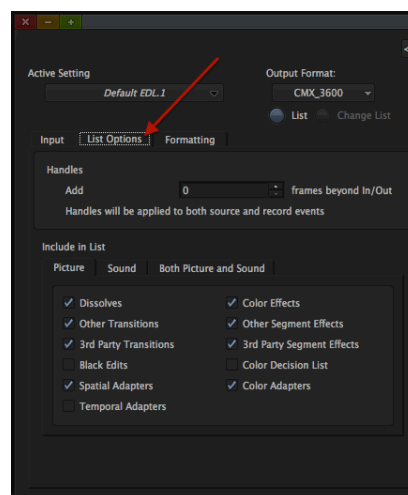 Active Setting
Output Format:
Default EDL.1
CMX_3600
List
Change List
Input
List Options
Formatting
Handles
Add 0 frames beyond In/Out
Handles will be applied to both source and record events
Include in List
Picture
Sound
Both Picture and Sound
Dissolves
Color Effects
Other Transitions
Other Segment Effects
3rd Party Transitions
3rd Party Segment Effects
Black Edits
Color Decision List
Spatial Adapters
Color Adapters
Temporal Adapters